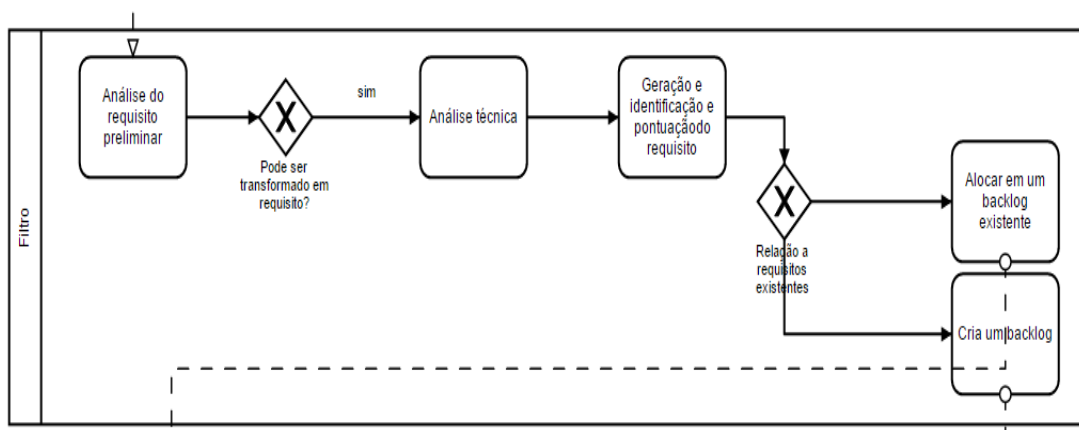 Filtro
Análise do
requisito
preliminar
Pode ser
transformado em
requisito?
sim
Análise técnica
Geração e
identificação e
pontuaçãodo
requisito
Relação a
requisitos
existentes
Alocar em um
backlog
existente
Cria um backlog